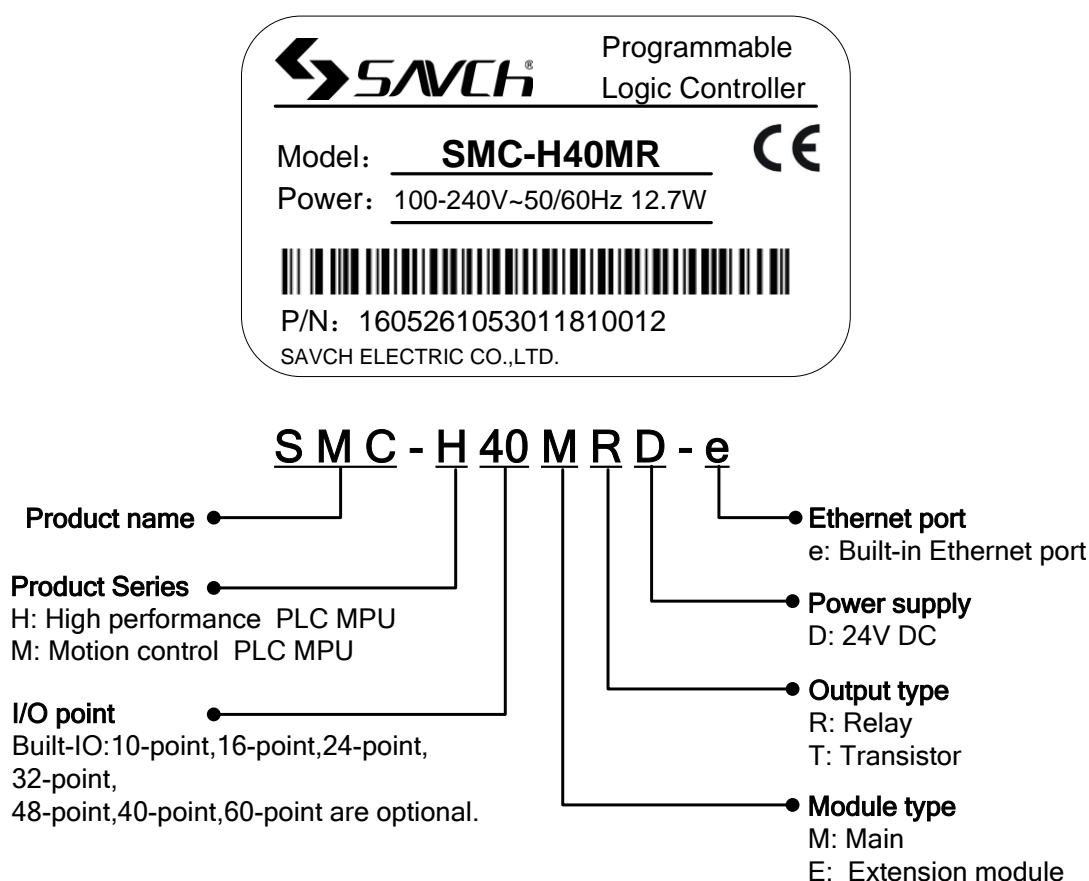 SAVCH®
Programmable
Logic Controller
Model： SMC-H40MR
CE
Power： 100-240V~50/60Hz 12.7W
P/N： 1605261053011810012
SAVCH ELECTRIC CO.,LTD.
SMC-H40MRD-e
Product name
Product Series
H: High performance PLC MPU
M: Motion control PLC MPU
I/O point
Built-IO:10-point,16-point,24-point,
32-point,
48-point,40-point,60-point are optional.
Ethernet port
e: Built-in Ethernet port
Power supply
D: 24V DC
Output type
R: Relay
T: Transistor
Module type
M: Main
E: Extension module